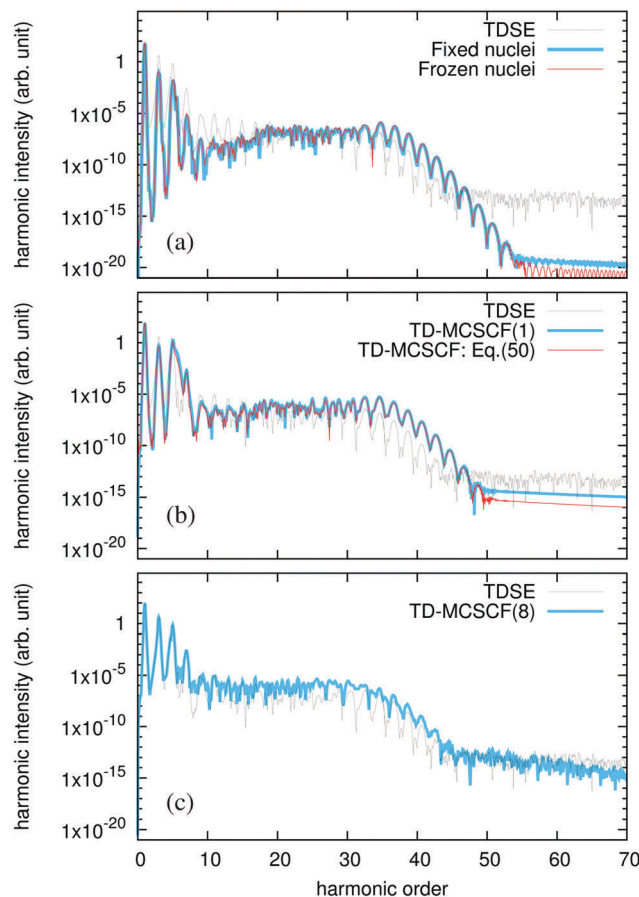 harmonic intensity (arb. unit)
1
1x10-5
1x10-10
1x10-15
1x10-20
TDSE
Fixed nuclei
Frozen nuclei
(a)
harmonic intensity (arb. unit)
1
1x10-5
1x10-10
1x10-15
1x10-20
TDSE
TD-MCSCF(1)
TD-MCSCF: Eq.(50)
(b)
harmonic intensity (arb. unit)
1
1x10-5
1x10-10
1x10-15
1x10-20
TDSE
TD-MCSCF(8)
(c)
0 10 20 30 40 50 60 70
harmonic order